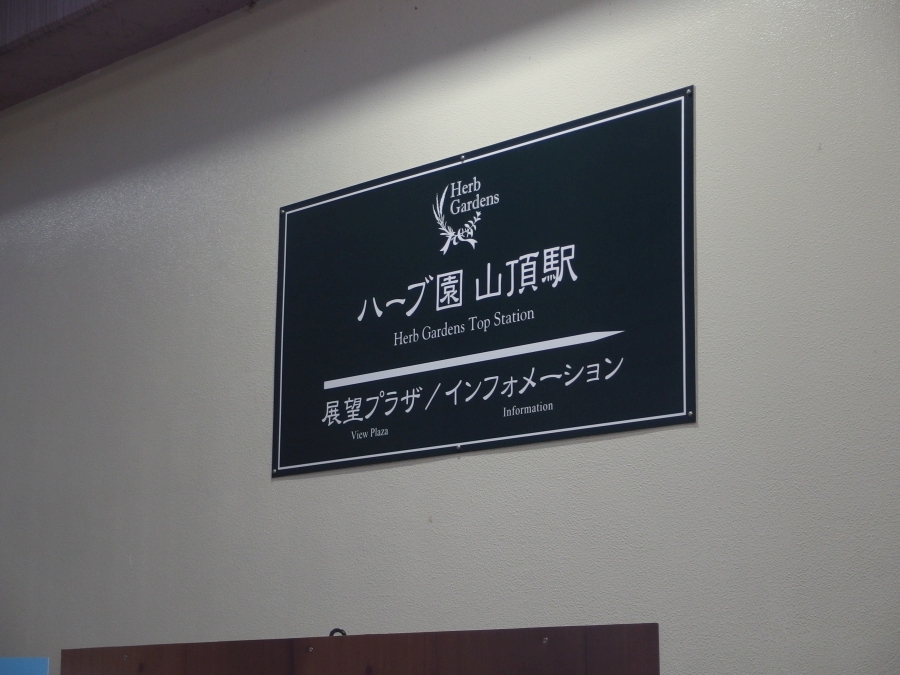 Herb
Gardens
ハーブ園 山頂駅
Herb Gardens Top Station
展望プラザ/インフォメーション
View Plaza Information